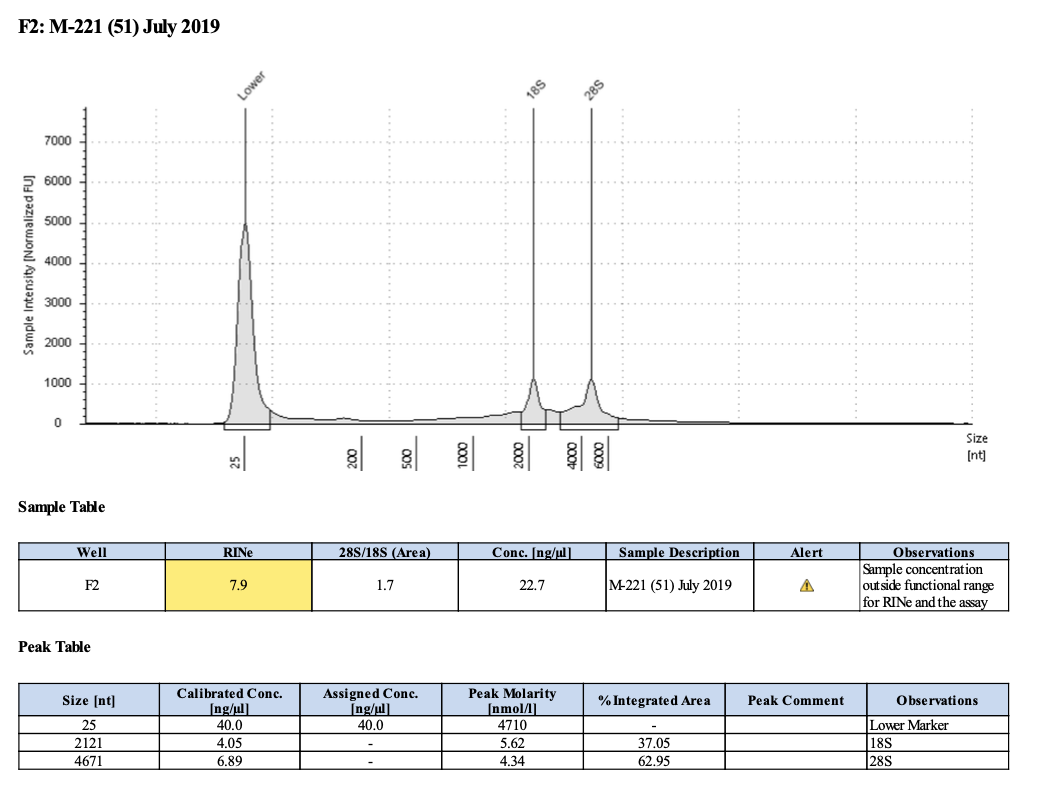 F2: M-221 (51) July 2019
Lower
18S
28S
Sample Intensity [Normalized FU]
7000
6000
5000
4000
3000
2000
1000
0
25
200
500
1000
2000
4000
6000
Size
[nt]
Sample Table
Well RINe 28S/18S (Area) Conc. [ng/µl] Sample Description Alert Observations
F2 7.9 1.7 22.7 M-221 (51) July 2019 Sample concentration
outside functional range
for RINe and the assay
Peak Table
Size [nt] Calibrated Conc. [ng/µl] Assigned Conc. [ng/µl] Peak Molarity [nmol/l] % Integrated Area Peak Comment Observations
25 40.0 40.0 4710 - Lower Marker
2121 4.05 - 5.62 37.05 18S
4671 6.89 - 4.34 62.95 28S